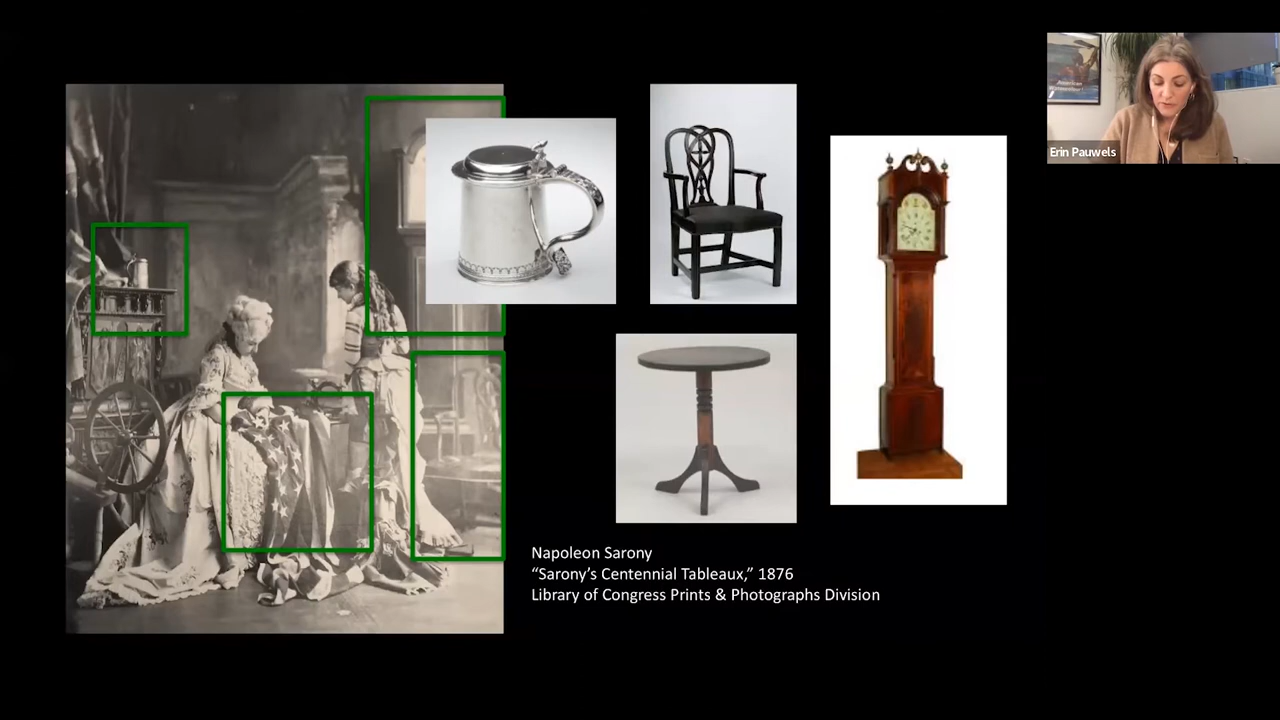 Erin Pauwels
Napoleon Sarony
“Sarony’s Centennial Tableaux,” 1876
Library of Congress Prints & Photographs Division